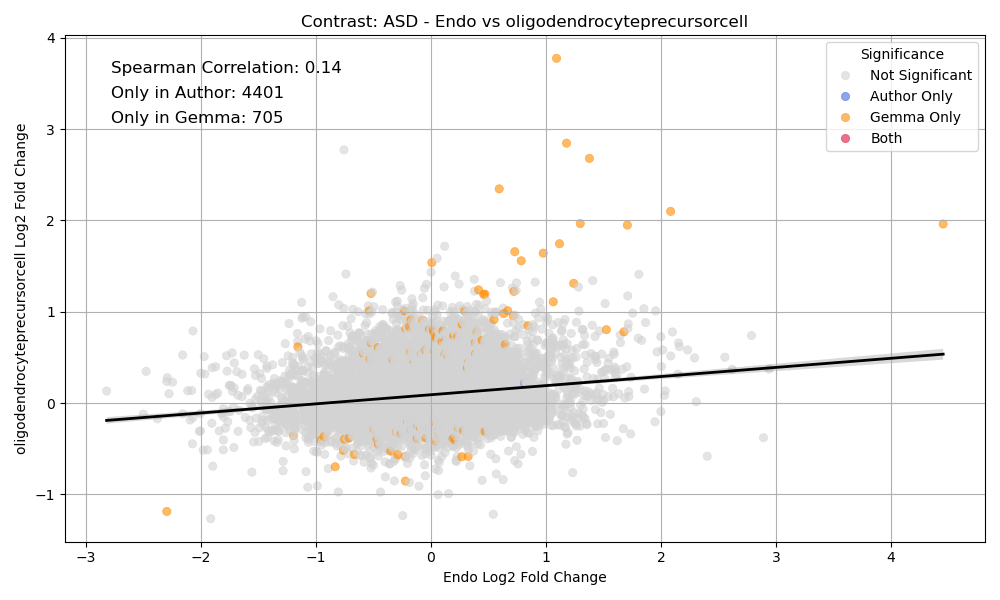 Contrast: ASD - Endo vs oligodendrocyteprecursorcell
Spearman Correlation: 0.14
Only in Author: 4401
Only in Gemma: 705
Significance
Not Significant
Author Only
Gemma Only
Both
oligodendrocyteprecursorcell Log2 Fold Change
4
3
2
1
0
−1
−3
−2
−1
0
1
2
3
4
Endo Log2 Fold Change